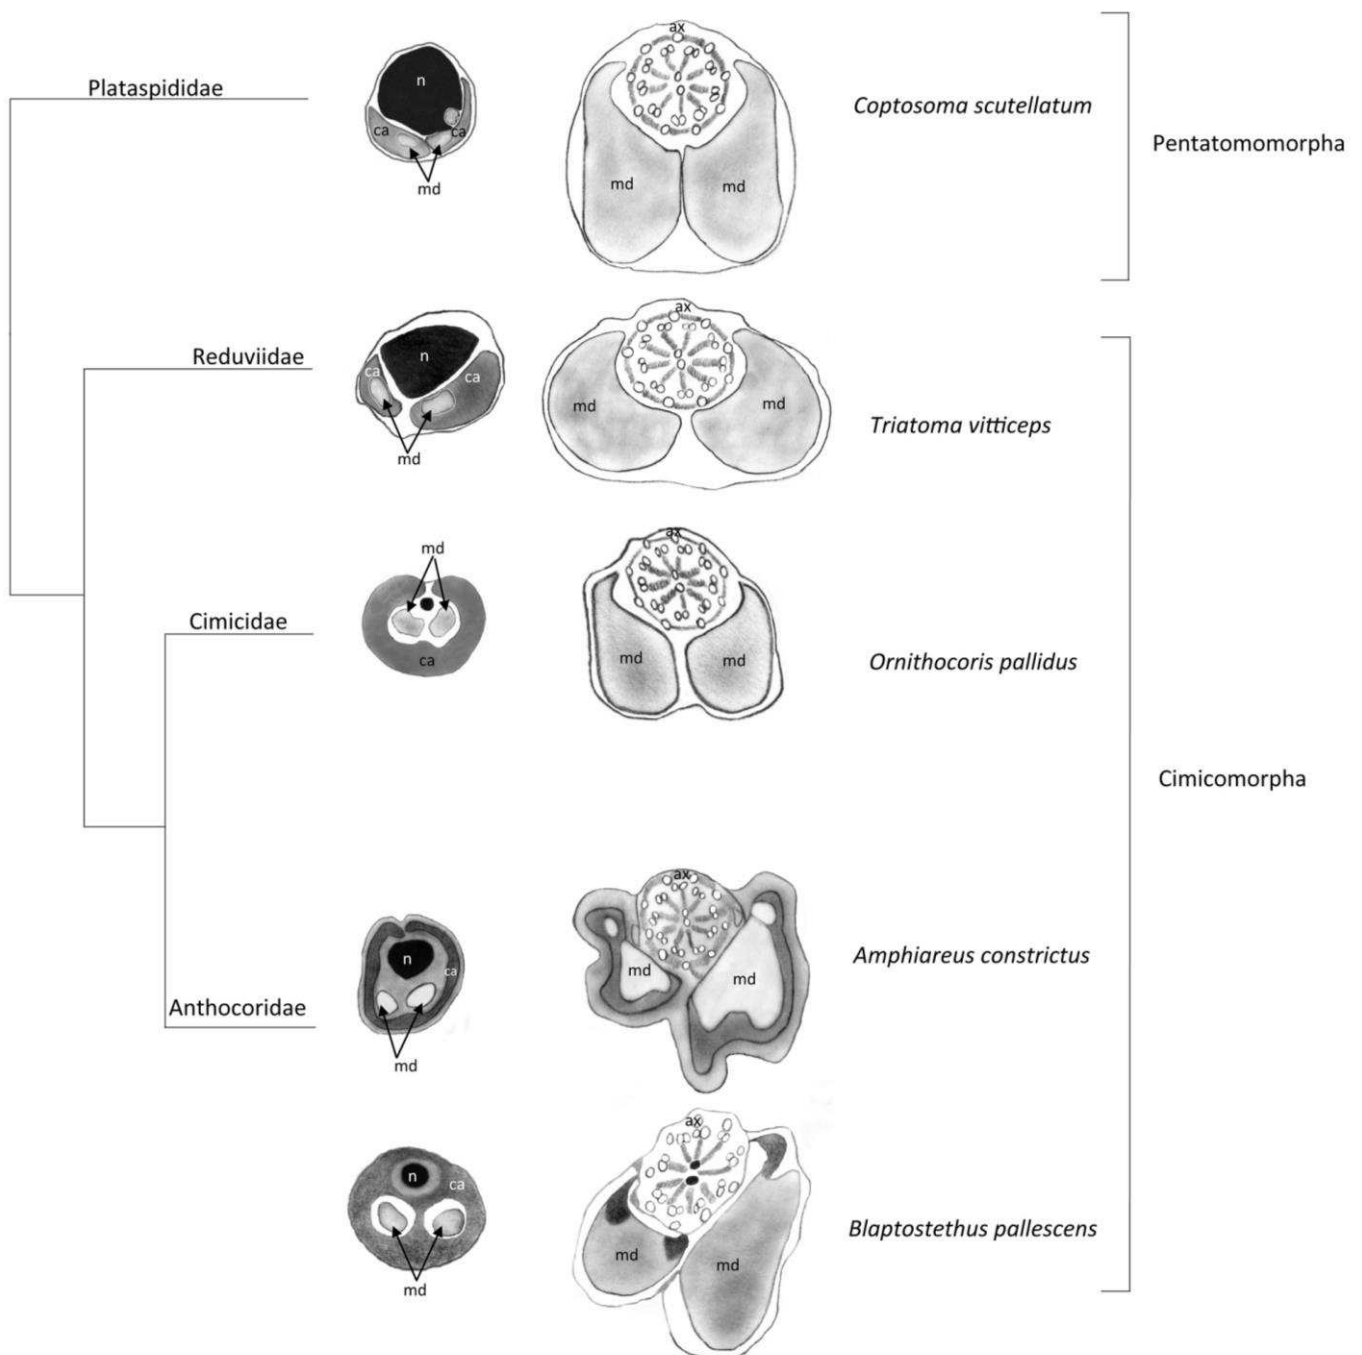 ax
Plataspididae
n
ca
ca
md
md
md
Coptosoma scutellatum
Pentatomomorpha
ax
Reduviidae
n
ca
ca
md
md
md
Triatoma vitticeps
ax
md
Cimicidae
ca
md
md
Ornithocoris pallidus
Cimicomorpha
ax
n
ca
md
md
Amphiareus constrictus
Anthocoridae
md
ax
n
ca
md
md
Blaptostethus pallescens
md